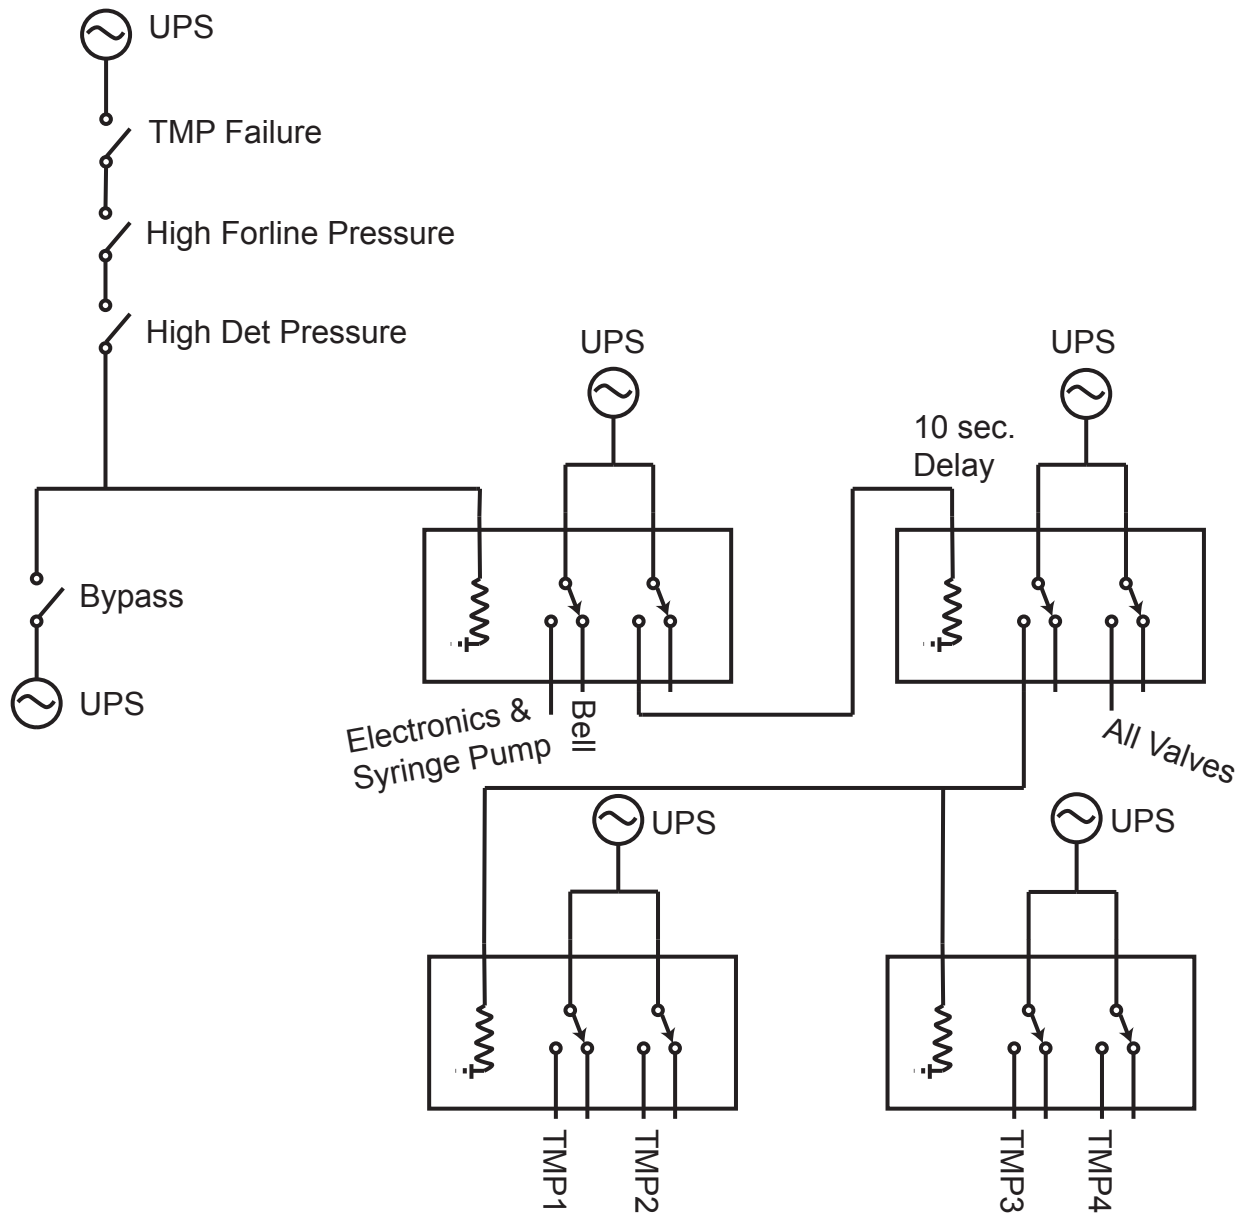 UPS
TMP Failure
High Forline Pressure
High Det Pressure
UPS
UPS
10 sec.
Delay
Bypass
UPS
Electronics &
Syringe Pump
Bell
All Valves
UPS
UPS
TMP1
TMP2
TMP3
TMP4